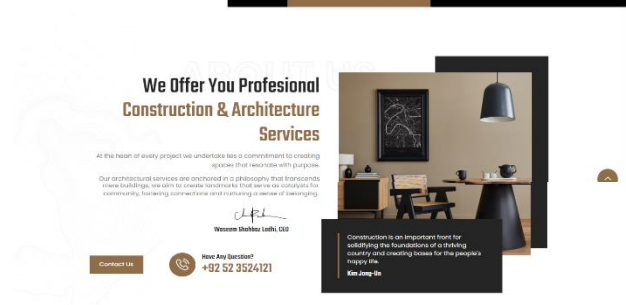 ABOUT US
We Offer You Profesional
Construction & Architecture
Services
At the heart of every project we undertake lies a commitment to creating
spaces that resonate with purpose.
Our architectural services are anchored in a philosophy that transcends
mere buildings; we aim to create landmarks that serve as catalysts for
community, fostering connections and nurturing a sense of belonging.
Waseem Shahbaz Lodhi, CEO
Contact Us
Have Any Question?
+92 52 3524121
Construction is an important front for
solidifying the foundations of a thriving
country and creating bases for the people's
happy life.
Kim Jong-Un